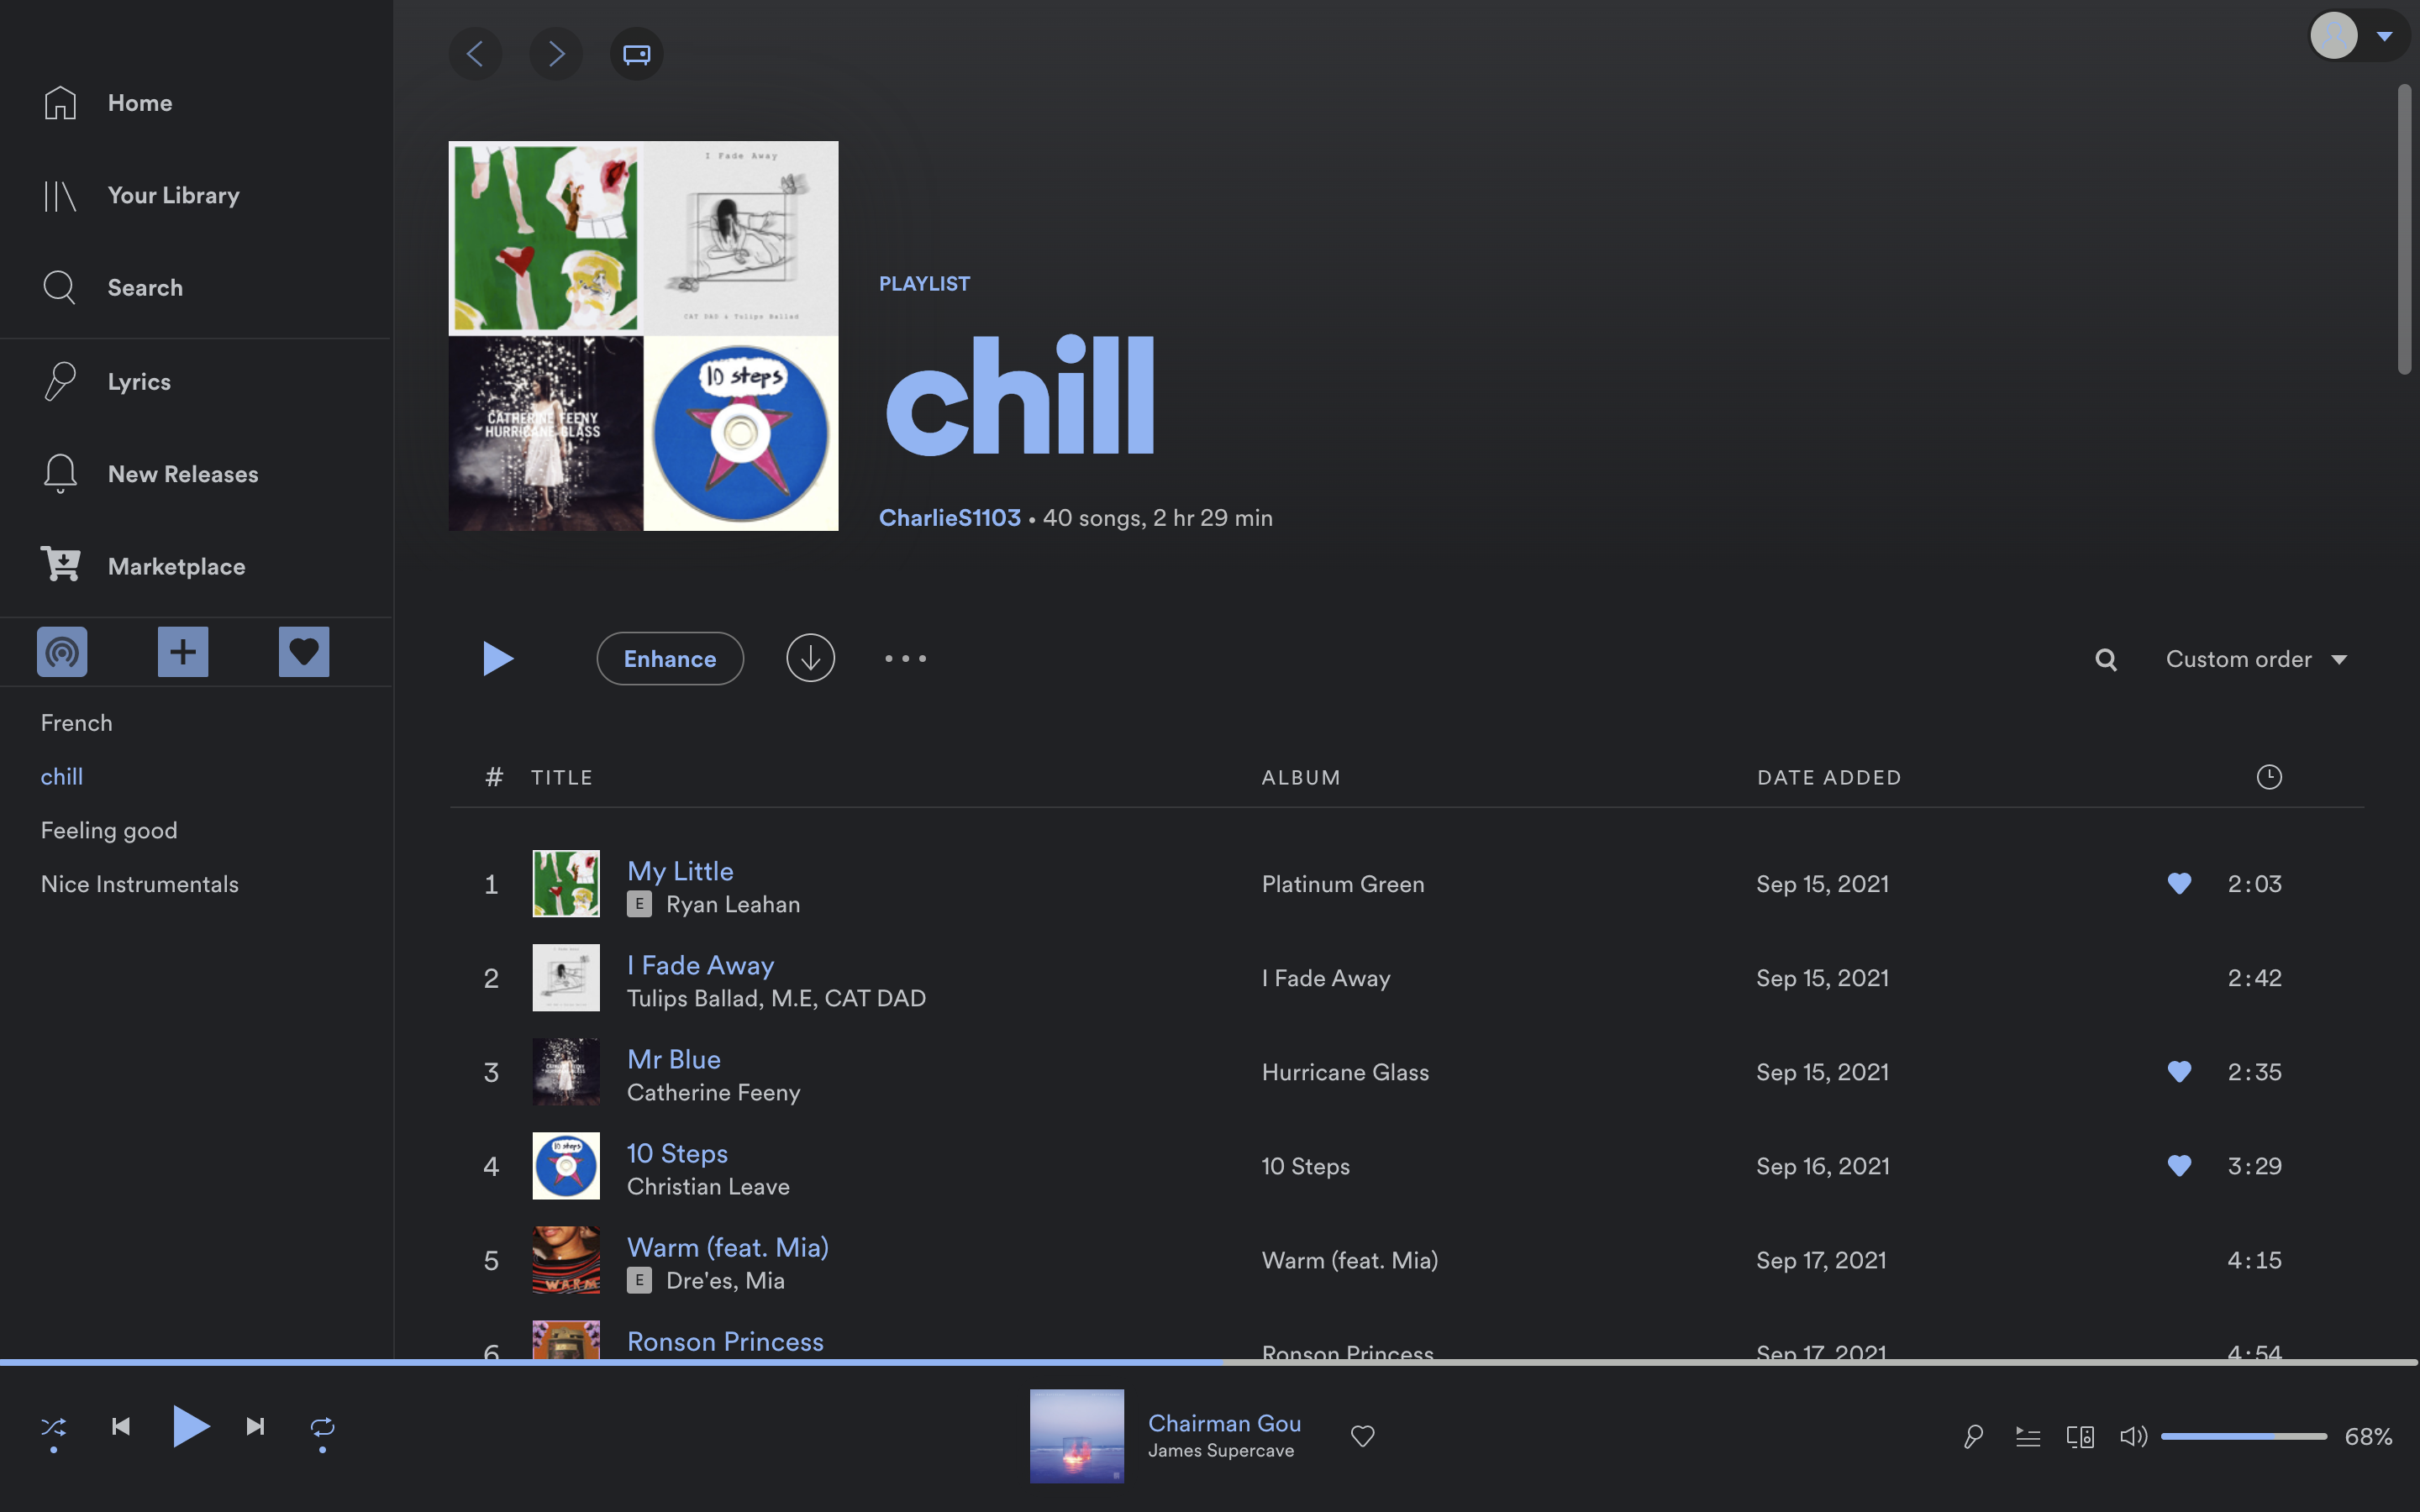 Home
Your Library
Search
Lyrics
New Releases
Marketplace
French
chill
Feeling good
Nice Instrumentals
I Fade Away
CAT DAD & Tulips Ballad
CATHERINE FEENY
HURRICANE GLASS
10 steps
PLAYLIST
chill
CharlieS1103 • 40 songs, 2 hr 29 min
Enhance
Custom order
# TITLE ALBUM DATE ADDED
1 My Little Platinum Green Sep 15, 2021 2:03
E Ryan Leahan
2 I Fade Away I Fade Away Sep 15, 2021 2:42
Tulips Ballad, M.E, CAT DAD
3 Mr Blue Hurricane Glass Sep 15, 2021 2:35
Catherine Feeny
4 10 steps 10 Steps 10 Steps Sep 16, 2021 3:29
Christian Leave
5 WARM Warm (feat. Mia) Warm (feat. Mia) Sep 17, 2021 4:15
E Dre'es, Mia
6 Ronson Princess Ronson Princess Sep 17, 2021 4:54
Chairman Gou
James Supercave
68%